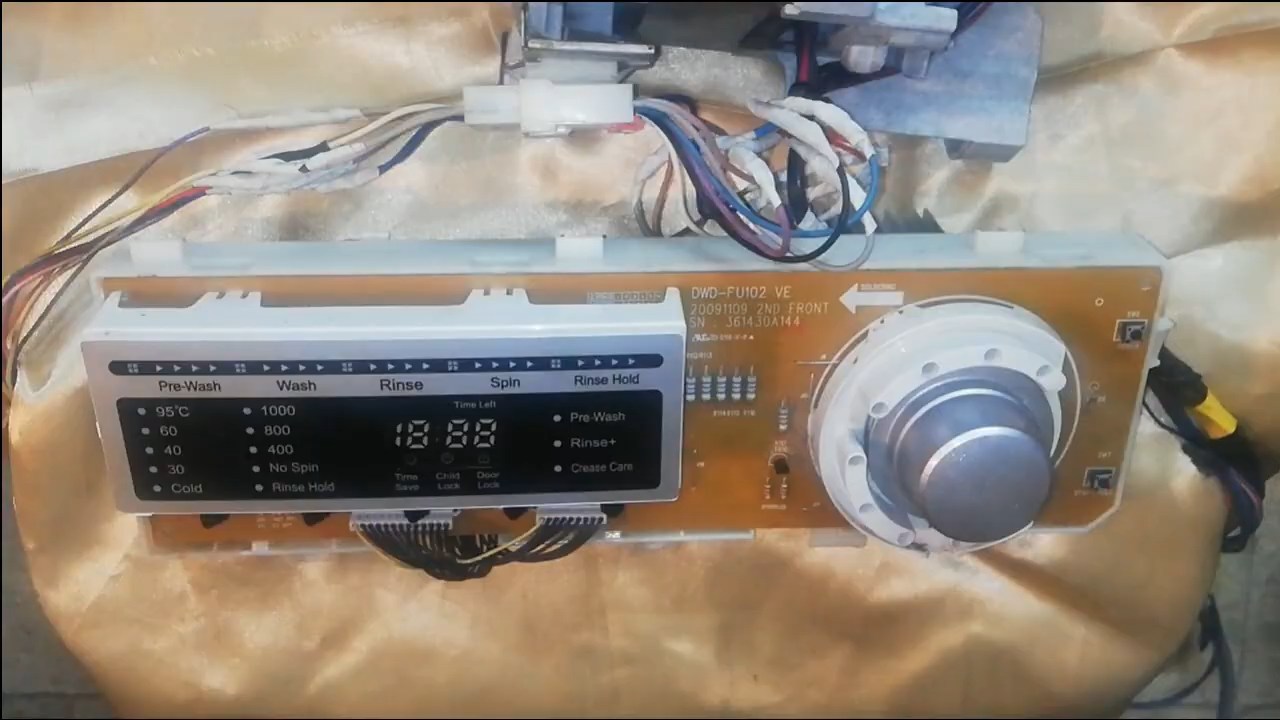 DWD-FU102 VE
20091109 2ND FRONT
SN : 361430A144
SOLDERING
Pre-Wash
Wash
Rinse
Spin
Rinse Hold
Time Left
95°C
1000
18:88
Pre-Wash
60
800
Rinse+
40
400
Crease Care
30
No Spin
Cold
Rinse Hold
Time Save
Child Lock
Door Lock